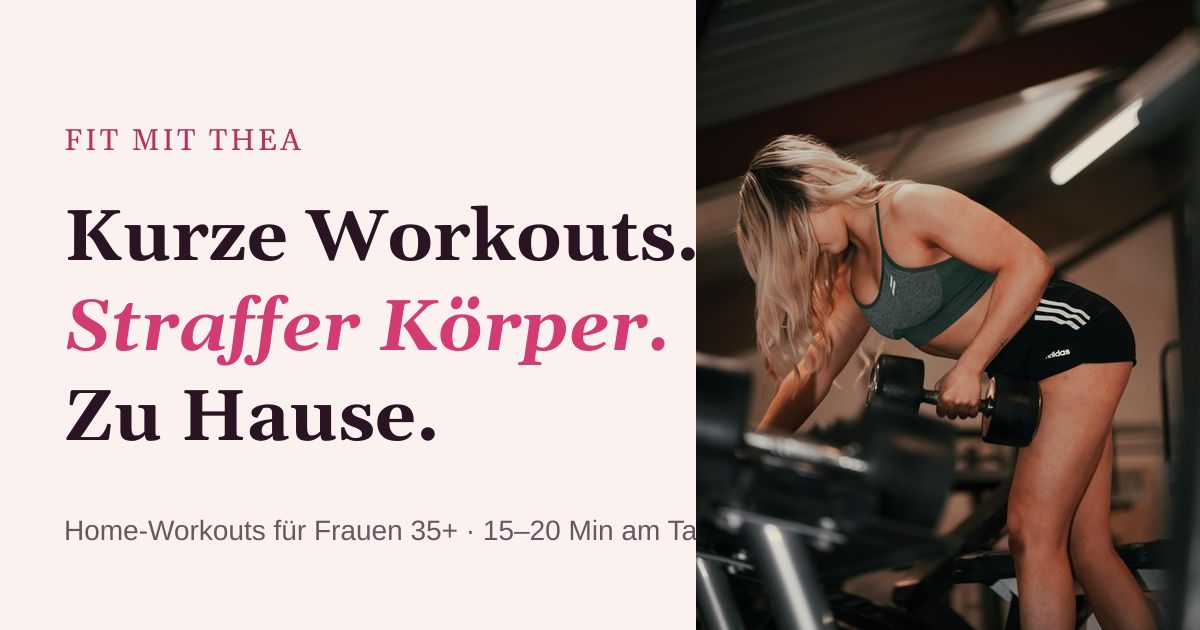 FIT MIT THEA
Kurze Workouts.
Straffer Körper.
Zu Hause.
Home-Workouts für Frauen 35+ · 15–20 Min am Ta
adidas